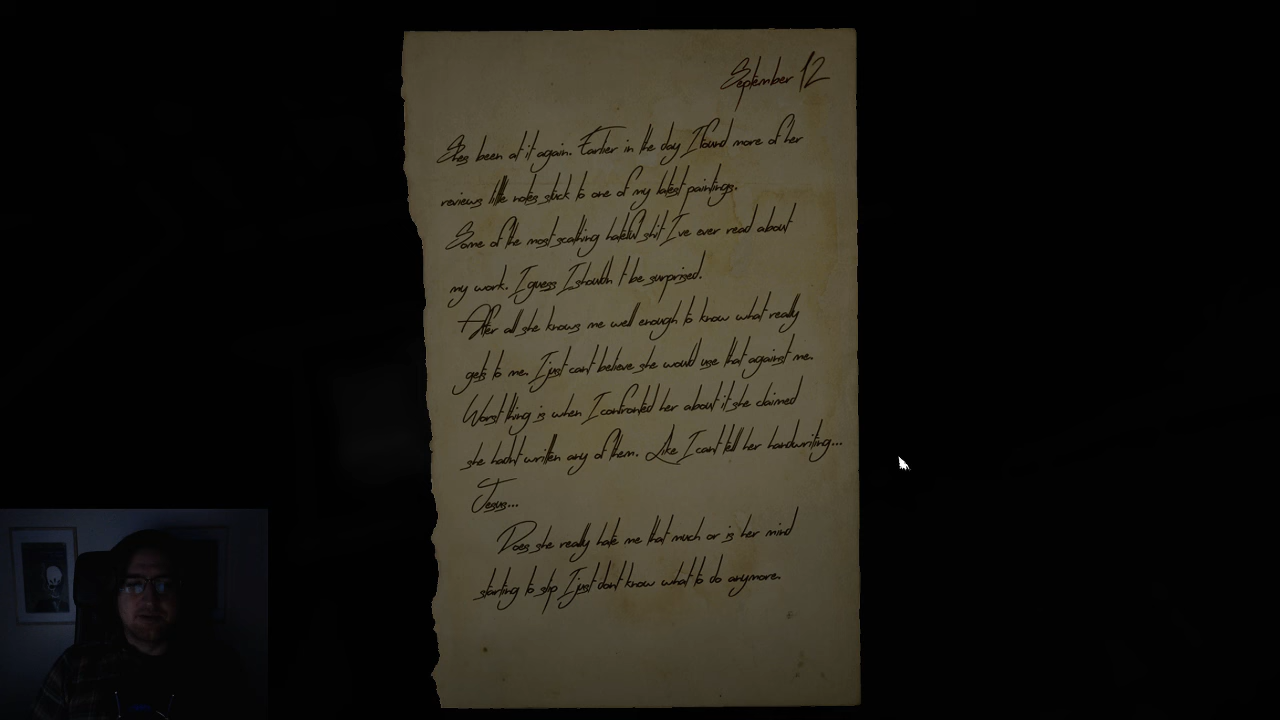 September 12
Shes been at it again. Earlier in the day I found more of her
reviews little notes stuck to one of my latest paintings.
Some of the most scathing hateful shit I've ever read about
my work. I guess I shouldn't be surprised.
After all she knows me well enough to know what really
gets to me. I just cant believe she would use that against me.
Worst thing is when I confronted her about it she claimed
she hadnt written any of them. Like I cant tell her handwriting...
Jesus...
Does she really hate me that much or is her mind
starting to slip I just dont know what to do anymore.